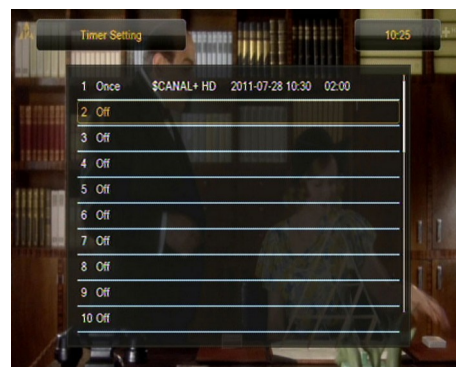 Timer Setting 10:25
1 Once $CANAL+ HD 2011-07-28 10:30 02:00
2 Off
3 Off
4 Off
5 Off
6 Off
7 Off
8 Off
9 Off
10 Off